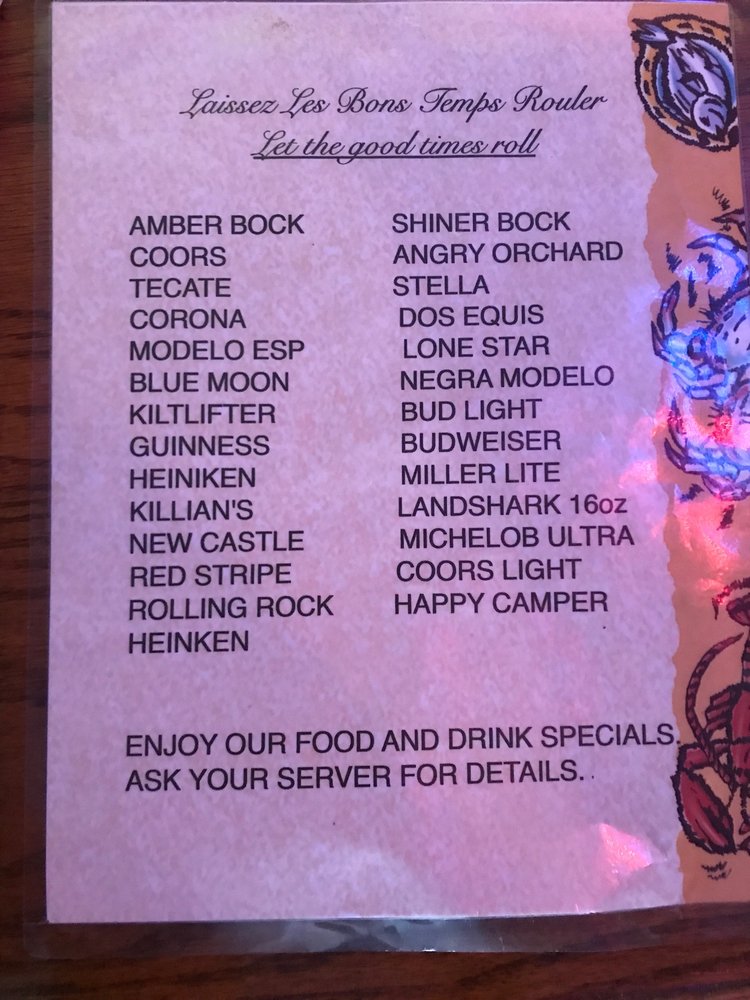 Laissez Les Bons Temps Rouler
Let the good times roll
AMBER BOCK
COORS
TECATE
CORONA
MODELO ESP
BLUE MOON
KILTLIFTER
GUINNESS
HEINIKEN
KILLIAN'S
NEW CASTLE
RED STRIPE
ROLLING ROCK
HEINKEN
SHINER BOCK
ANGRY ORCHARD
STELLA
DOS EQUIS
LONE STAR
NEGRA MODELO
BUD LIGHT
BUDWEISER
MILLER LITE
LANDSHARK 16oz
MICHELOB ULTRA
COORS LIGHT
HAPPY CAMPER
ENJOY OUR FOOD AND DRINK SPECIALS.
ASK YOUR SERVER FOR DETAILS. .